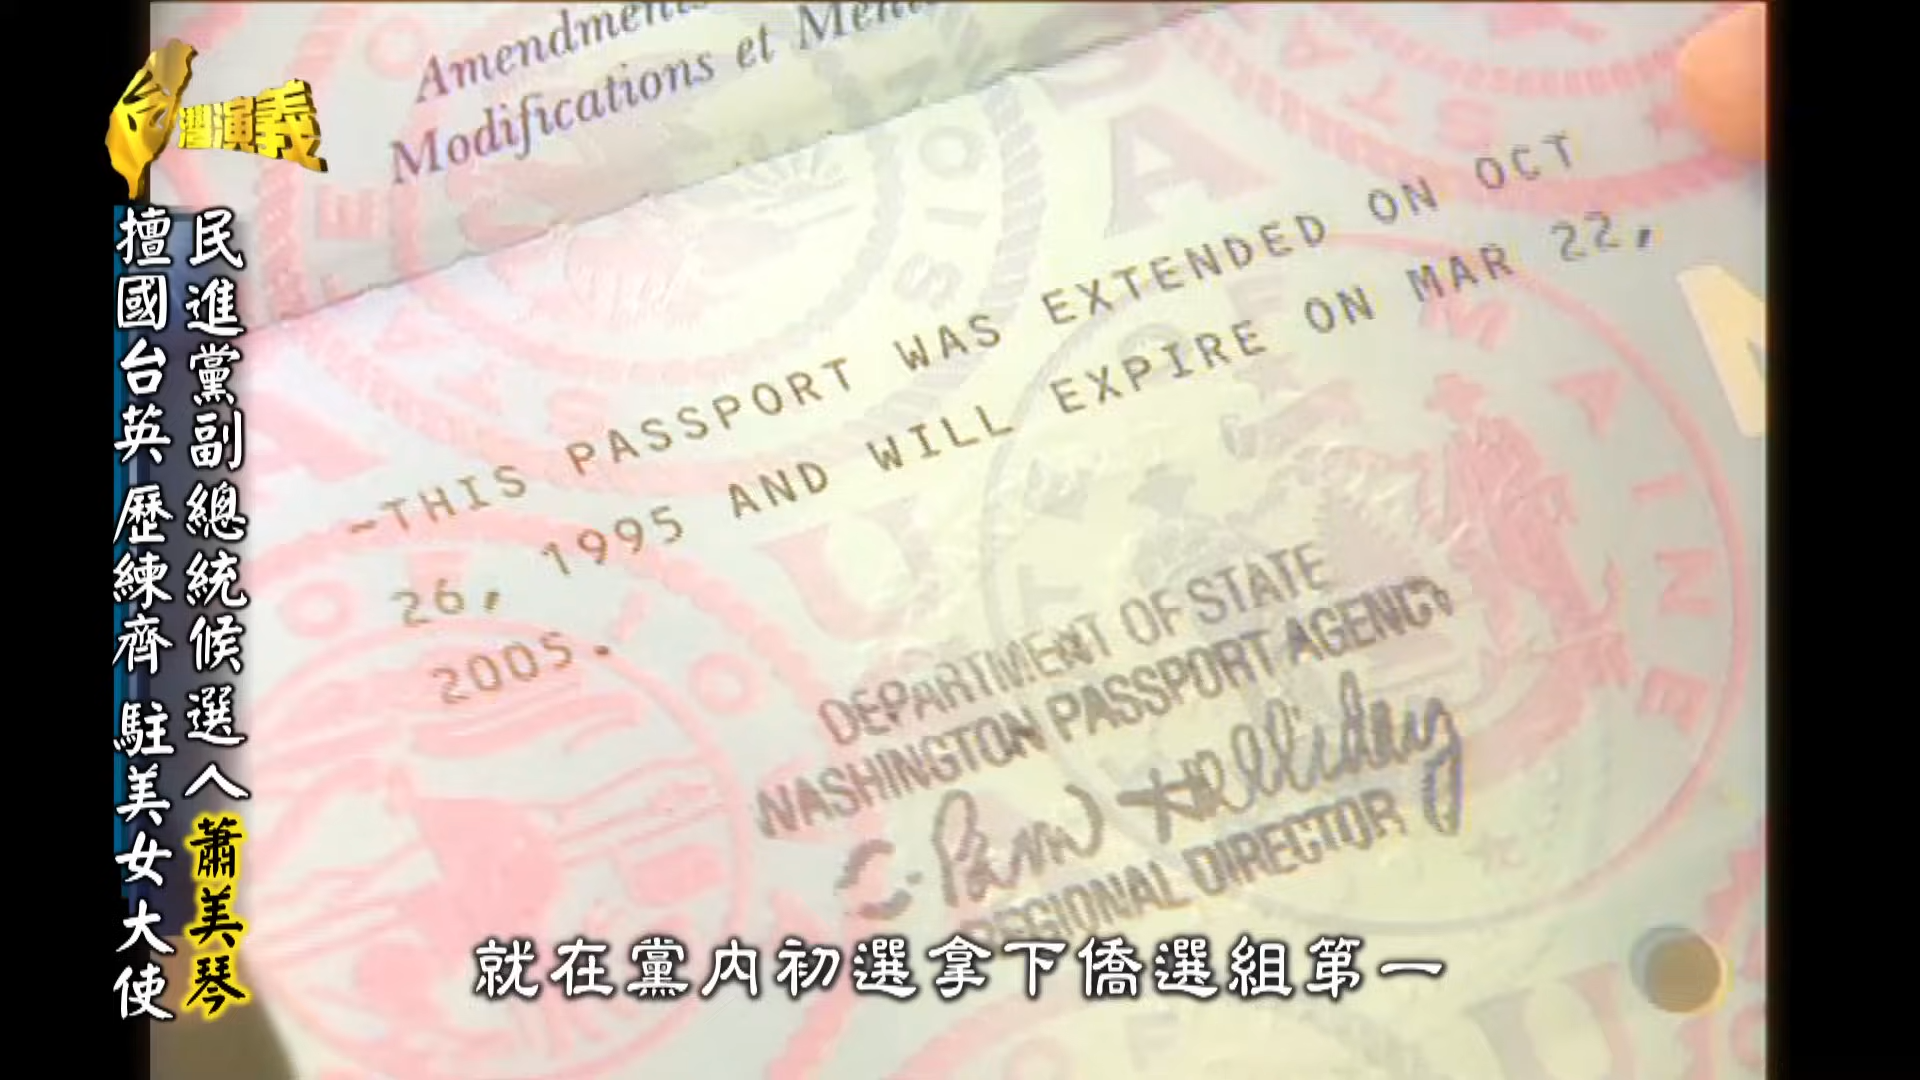 台灣演義
民進黨副總統候選人 蕭美琴
擅國台英 歷練齊 駐美女大使
Amendments
Modifications et Ment
~THIS PASSPORT WAS EXTENDED ON OCT
26, 1995 AND WILL EXPIRE ON MAR 22,
2005.
DEPARTMENT OF STATE
WASHINGTON PASSPORT AGENCY
C. Pam Holliday
REGIONAL DIRECTOR
就在黨內初選拿下僑選組第一